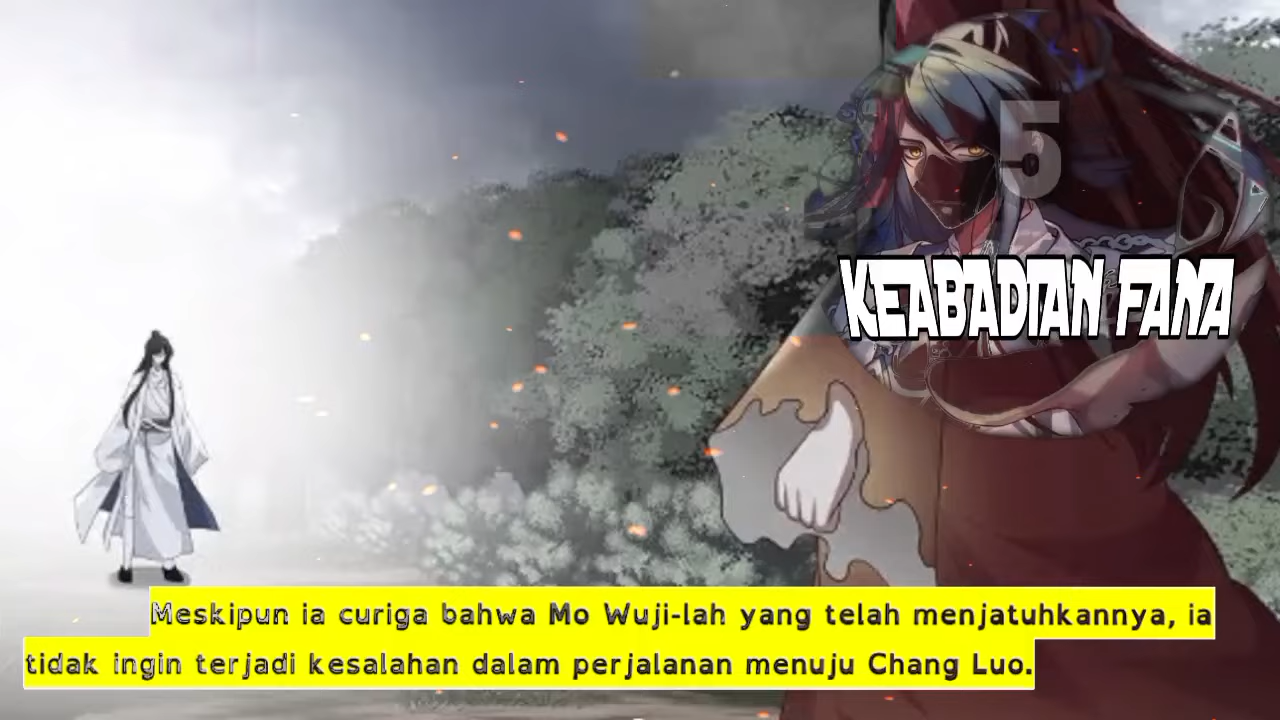 5
KEABADIAN FANA
Meskipun ia curiga bahwa Mo Wuji-lah yang telah menjatuhkannya, ia
tidak ingin terjadi kesalahan dalam perjalanan menuju Chang Luo.